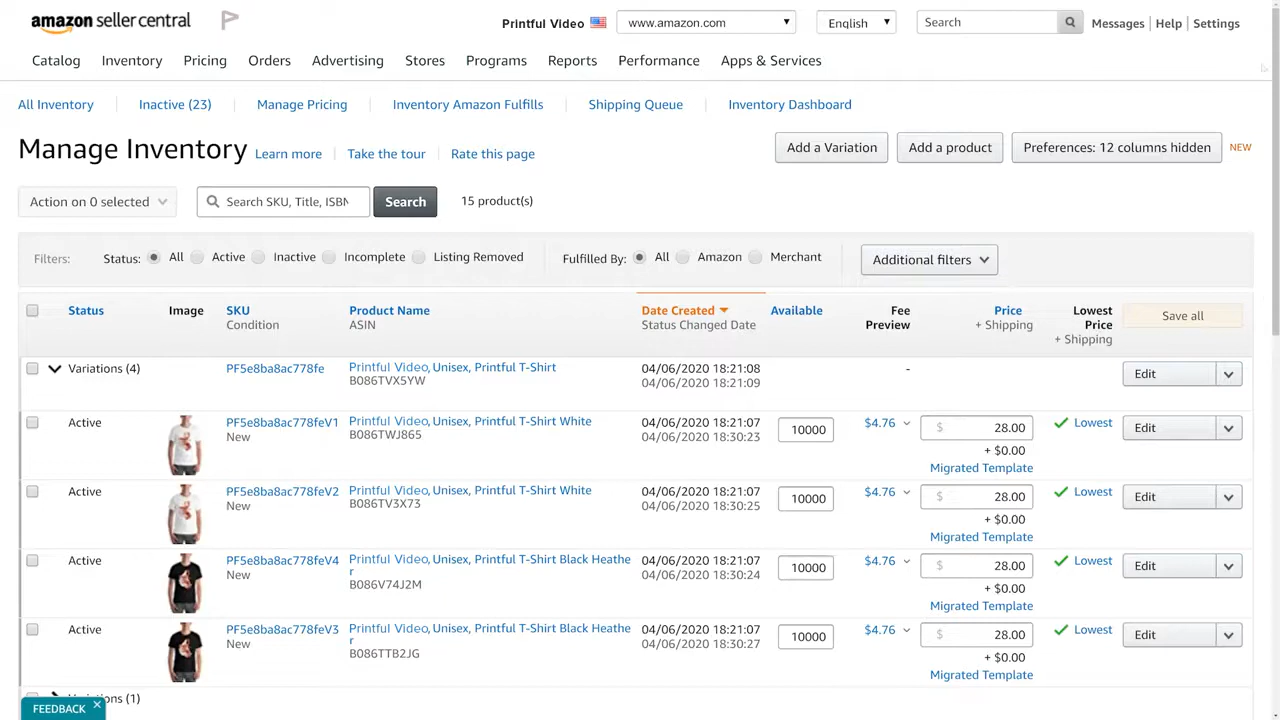 amazon seller central
Printful Video www.amazon.com English Search Messages Help Settings
Catalog Inventory Pricing Orders Advertising Stores Programs Reports Performance Apps & Services
All Inventory Inactive (23) Manage Pricing Inventory Amazon Fulfills Shipping Queue Inventory Dashboard
Manage Inventory Learn more Take the tour Rate this page Add a Variation Add a product Preferences: 12 columns hidden NEW
Action on 0 selected Search SKU, Title, ISBN Search 15 product(s)
Filters: Status: All Active Inactive Incomplete Listing Removed Fulfilled By: All Amazon Merchant Additional filters
Status Image SKU Product Name Date Created Available Fee Preview Price Lowest Price Save all
Condition ASIN Status Changed Date + Shipping + Shipping
Variations (4) PF5e8ba8ac778fe Printful Video, Unisex, Printful T-Shirt 04/06/2020 18:21:08 - Edit
B086TVX5YW 04/06/2020 18:21:09
Active PF5e8ba8ac778feV1 Printful Video, Unisex, Printful T-Shirt White 04/06/2020 18:21:07 10000 $4.76 $ 28.00 Lowest Edit
New B086TWJ865 04/06/2020 18:30:23
+ $0.00
Migrated Template
Active PF5e8ba8ac778feV2 Printful Video, Unisex, Printful T-Shirt White 04/06/2020 18:21:07 10000 $4.76 $ 28.00 Lowest Edit
New B086TV3X73 04/06/2020 18:30:25
+ $0.00
Migrated Template
Active PF5e8ba8ac778feV4 Printful Video, Unisex, Printful T-Shirt Black Heathe 04/06/2020 18:21:07 10000 $4.76 $ 28.00 Lowest Edit
New r 04/06/2020 18:30:24
B086V74J2M + $0.00
Migrated Template
Active PF5e8ba8ac778feV3 Printful Video, Unisex, Printful T-Shirt Black Heathe 04/06/2020 18:21:07 10000 $4.76 $ 28.00 Lowest Edit
New r 04/06/2020 18:30:27
B086TTB2JG + $0.00
Migrated Template
Variations (1)
FEEDBACK